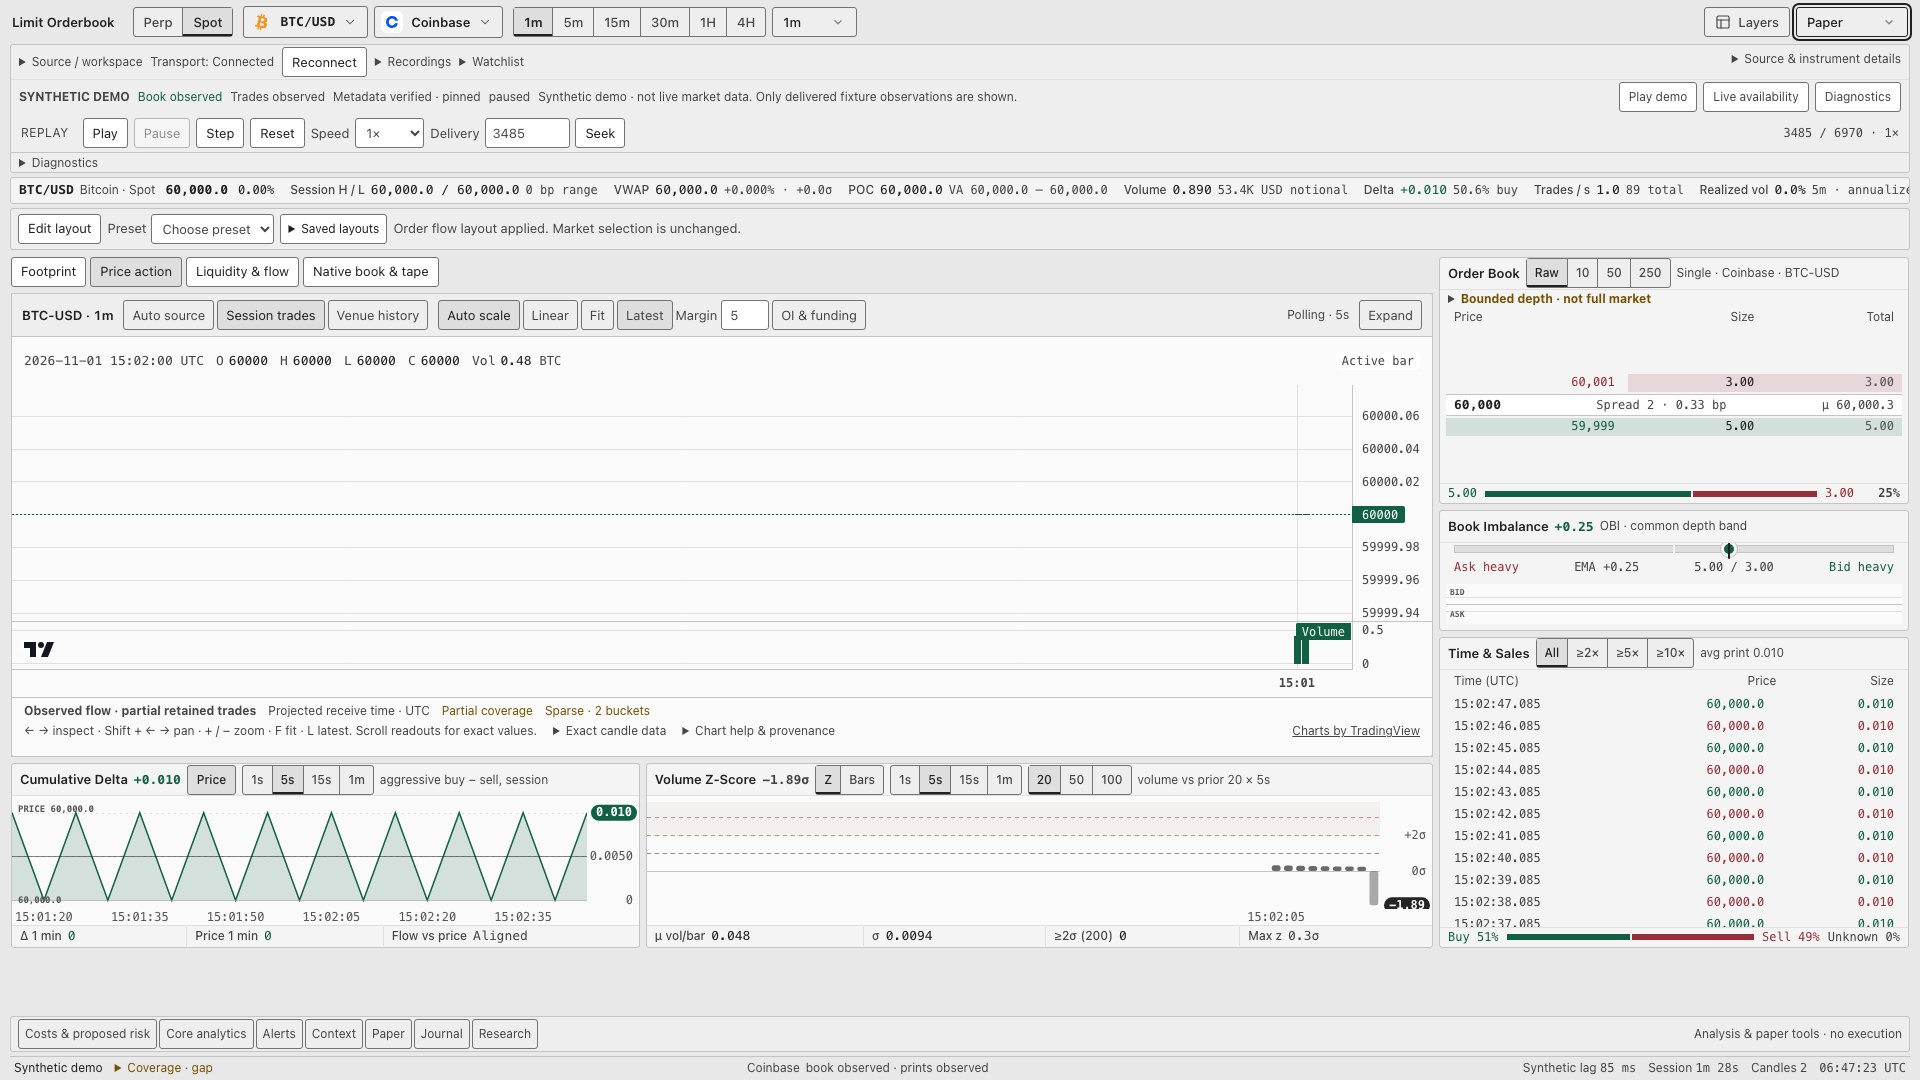 Limit Orderbook Perp Spot BTC/USD Coinbase 1m 5m 15m 30m 1H 4H 1m Layers Paper
▶ Source / workspace Transport: Connected Reconnect ▶ Recordings ▶ Watchlist ▶ Source & instrument details
SYNTHETIC DEMO Book observed Trades observed Metadata verified · pinned paused Synthetic demo · not live market data. Only delivered fixture observations are shown. Play demo Live availability Diagnostics
REPLAY Play Pause Step Reset Speed 1× Delivery 3485 Seek 3485 / 6970 · 1×
▶ Diagnostics
BTC/USD Bitcoin · Spot 60,000.0 0.00% Session H / L 60,000.0 / 60,000.0 0 bp range VWAP 60,000.0 +0.000% · +0.0σ POC 60,000.0 VA 60,000.0 – 60,000.0 Volume 0.890 53.4K USD notional Delta +0.010 50.6% buy Trades / s 1.0 89 total Realized vol 0.0% 5m · annualize
Edit layout Preset Choose preset ▶ Saved layouts Order flow layout applied. Market selection is unchanged.
Footprint Price action Liquidity & flow Native book & tape
BTC-USD · 1m Auto source Session trades Venue history Auto scale Linear Fit Latest Margin 5 OI & funding Polling · 5s Expand
2026-11-01 15:02:00 UTC O 60000 H 60000 L 60000 C 60000 Vol 0.48 BTC Active bar
60000.06
60000.04
60000.02
60000
59999.98
59999.96
59999.94
Volume 0.5
0
15:01
Observed flow · partial retained trades Projected receive time · UTC Partial coverage Sparse · 2 buckets
← → inspect · Shift + ← → pan · + / − zoom · F fit · L latest. Scroll readouts for exact values. ▶ Exact candle data ▶ Chart help & provenance Charts by TradingView
Cumulative Delta +0.010 Price 1s 5s 15s 1m aggressive buy − sell, session
PRICE 60,000.0 0.010
0.0050
60,000.0 0
15:01:20 15:01:35 15:01:50 15:02:05 15:02:20 15:02:35
Δ 1 min 0 Price 1 min 0 Flow vs price Aligned
Volume Z-Score −1.89σ Z Bars 1s 5s 15s 1m 20 50 100 volume vs prior 20 × 5s
+2σ
0σ
−1.89
15:02:05
μ vol/bar 0.048 σ 0.0094 ≥2σ (200) 0 Max z 0.3σ
Order Book Raw 10 50 250 Single · Coinbase · BTC-USD
▶ Bounded depth · not full market
Price Size Total
60,001 3.00 3.00
60,000 Spread 2 · 0.33 bp μ 60,000.3
59,999 5.00 5.00
5.00 3.00 25%
Book Imbalance +0.25 OBI · common depth band
Ask heavy EMA +0.25 5.00 / 3.00 Bid heavy
BID
ASK
Time & Sales All ≥2× ≥5× ≥10× avg print 0.010
Time (UTC) Price Size
15:02:47.085 60,000.0 0.010
15:02:46.085 60,000.0 0.010
15:02:45.085 60,000.0 0.010
15:02:44.085 60,000.0 0.010
15:02:43.085 60,000.0 0.010
15:02:42.085 60,000.0 0.010
15:02:41.085 60,000.0 0.010
15:02:40.085 60,000.0 0.010
15:02:39.085 60,000.0 0.010
15:02:38.085 60,000.0 0.010
15:02:37.085 60,000.0 0.010
Buy 51% Sell 49% Unknown 0%
Costs & proposed risk Core analytics Alerts Context Paper Journal Research Analysis & paper tools · no execution
Synthetic demo ▶ Coverage · gap Coinbase book observed · prints observed Synthetic lag 85 ms Session 1m 28s Candles 2 06:47:23 UTC